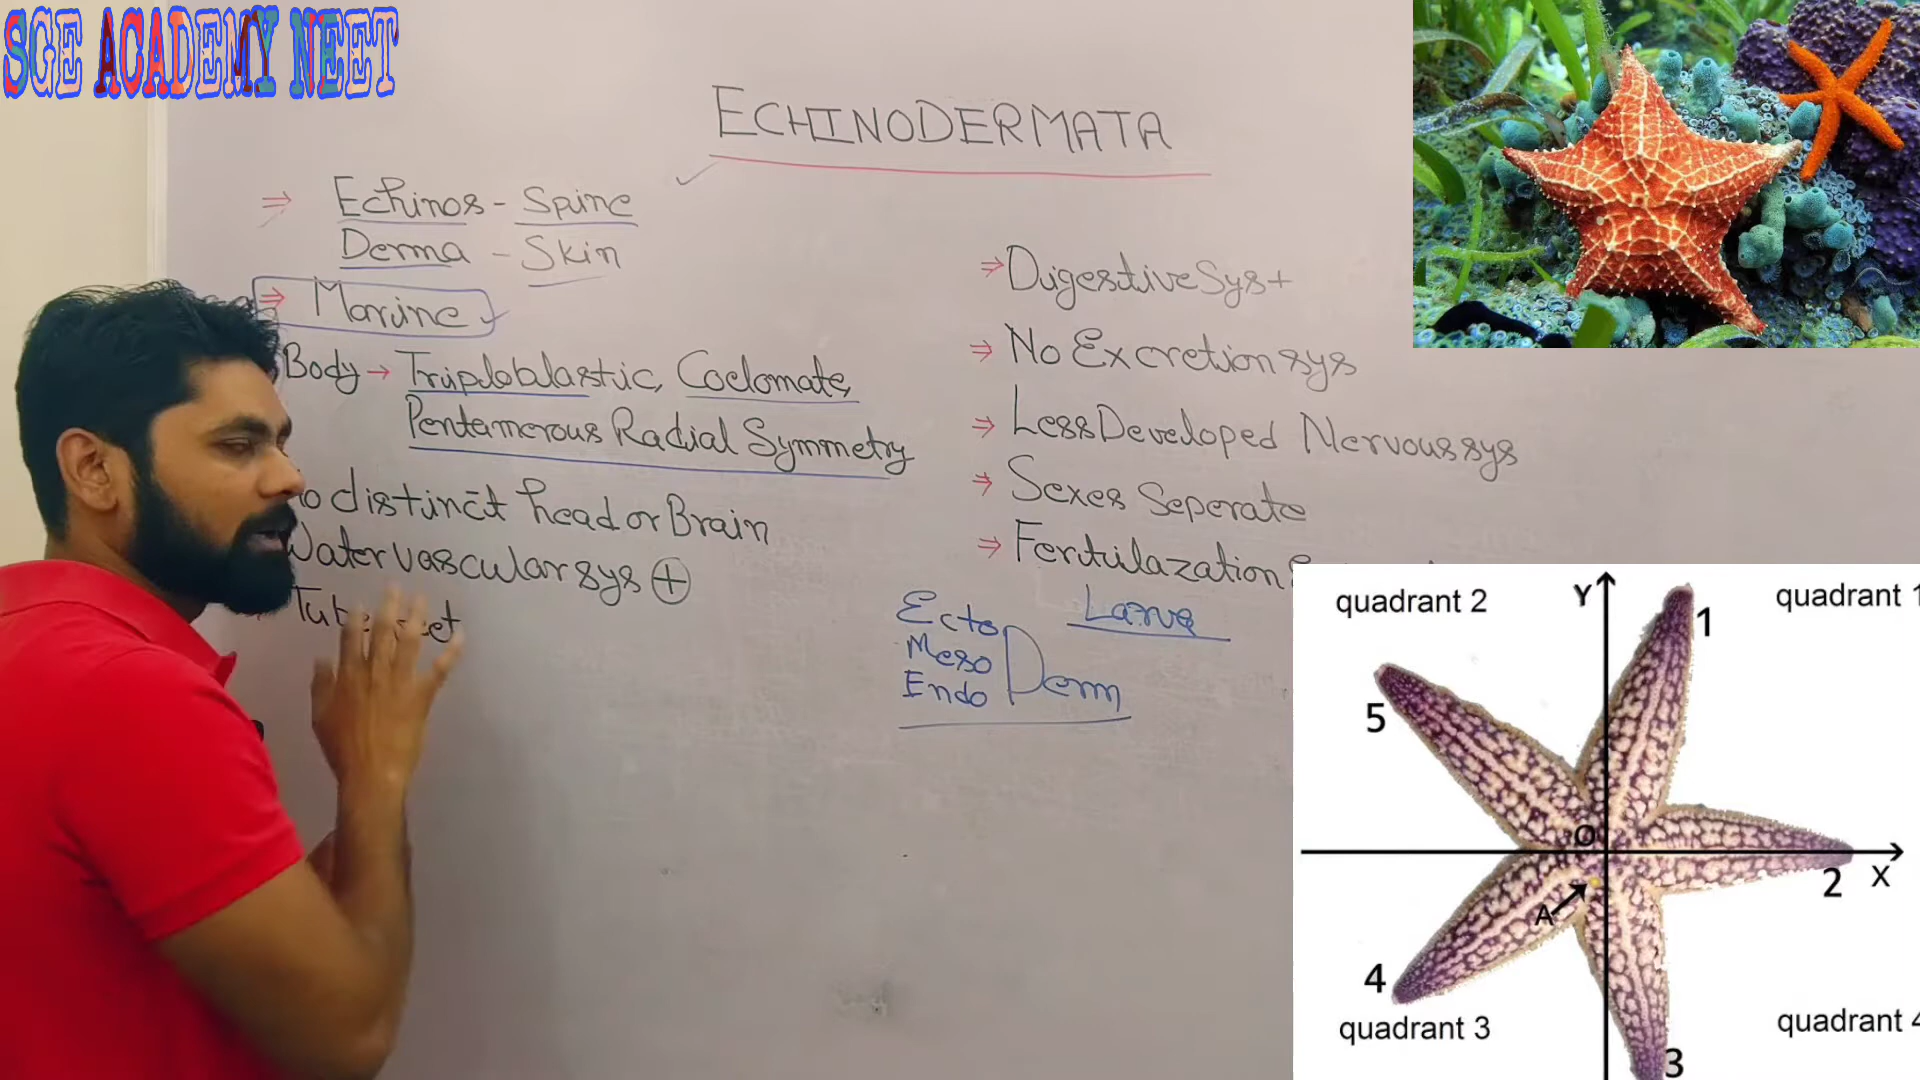 SGE ACADEMY NEET
ECHINODERMATA
⇒ Echinos - Spine
Derma - Skin
⇒ Marine
Body → Triploblastic, Coelomate,
Pentamerous Radial Symmetry
distinct head or Brain
Water vascular sys +
⇒ Digestive Sys +
⇒ No Excretion sys
⇒ Less Developed Nervous sys
⇒ Sexes Seperate
⇒ Fertilazation
Larva
Ecto
Meso Derm
Endo
quadrant 2
Y
quadrant 1
1
5
O
X
2
A
4
quadrant 3
quadrant 4
3